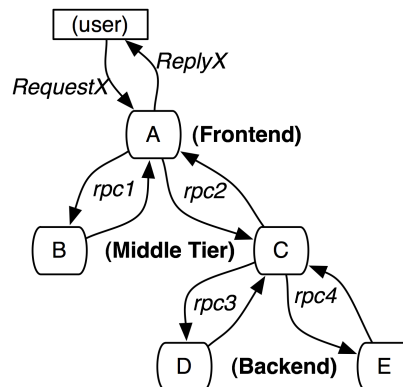 (user)
ReplyX
RequestX
A
(Frontend)
rpc1
rpc2
B
(Middle Tier)
C
rpc3
rpc4
D
(Backend)
E